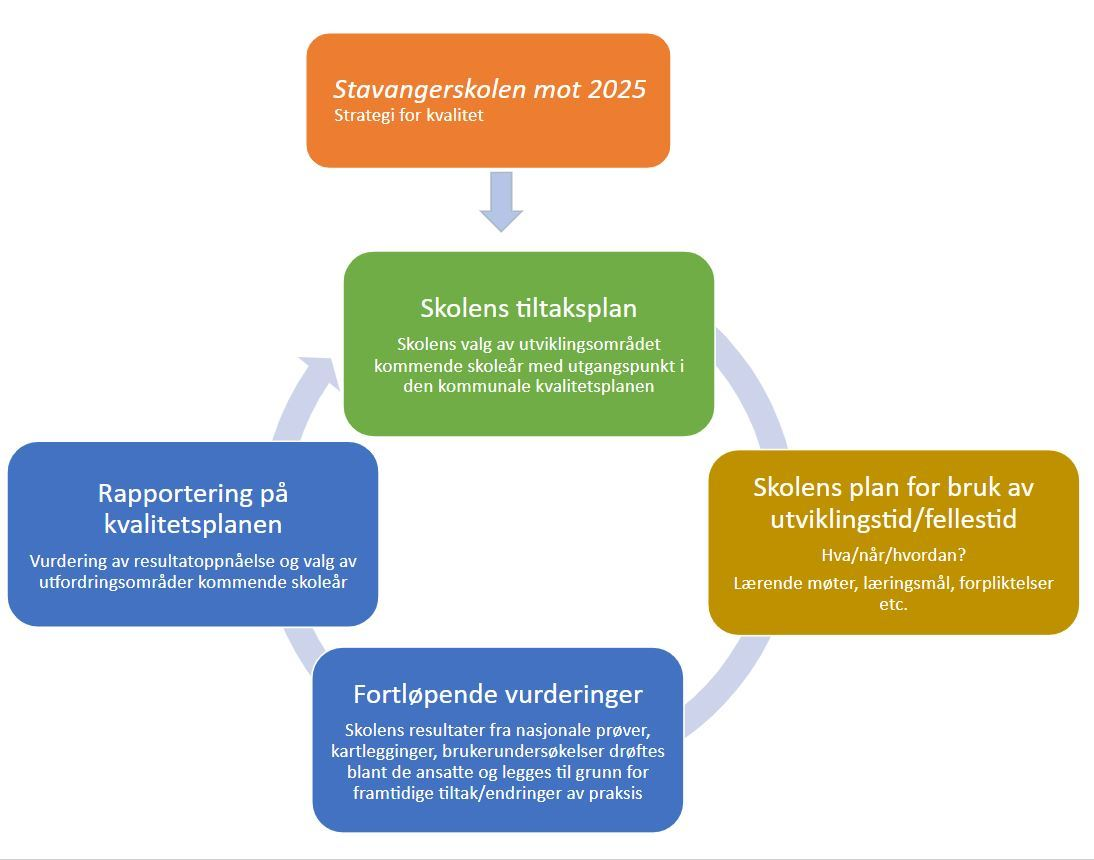 Stavangerskolen mot 2025
Strategi for kvalitet
Skolens tiltaksplan
Skolens valg av utviklingsområdet
kommende skoleår med utgangspunkt i
den kommunale kvalitetsplanen
Skolens plan for bruk av
utviklingstid/fellestid
Hva/når/hvordan?
Lærende møter, læringsmål, forpliktelser
etc.
Fortløpende vurderinger
Skolens resultater fra nasjonale prøver,
kartlegginger, brukerundersøkelser drøftes
blant de ansatte og legges til grunn for
framtidige tiltak/endringer av praksis
Rapportering på
kvalitetsplanen
Vurdering av resultatoppnåelse og valg av
utfordringsområder kommende skoleår